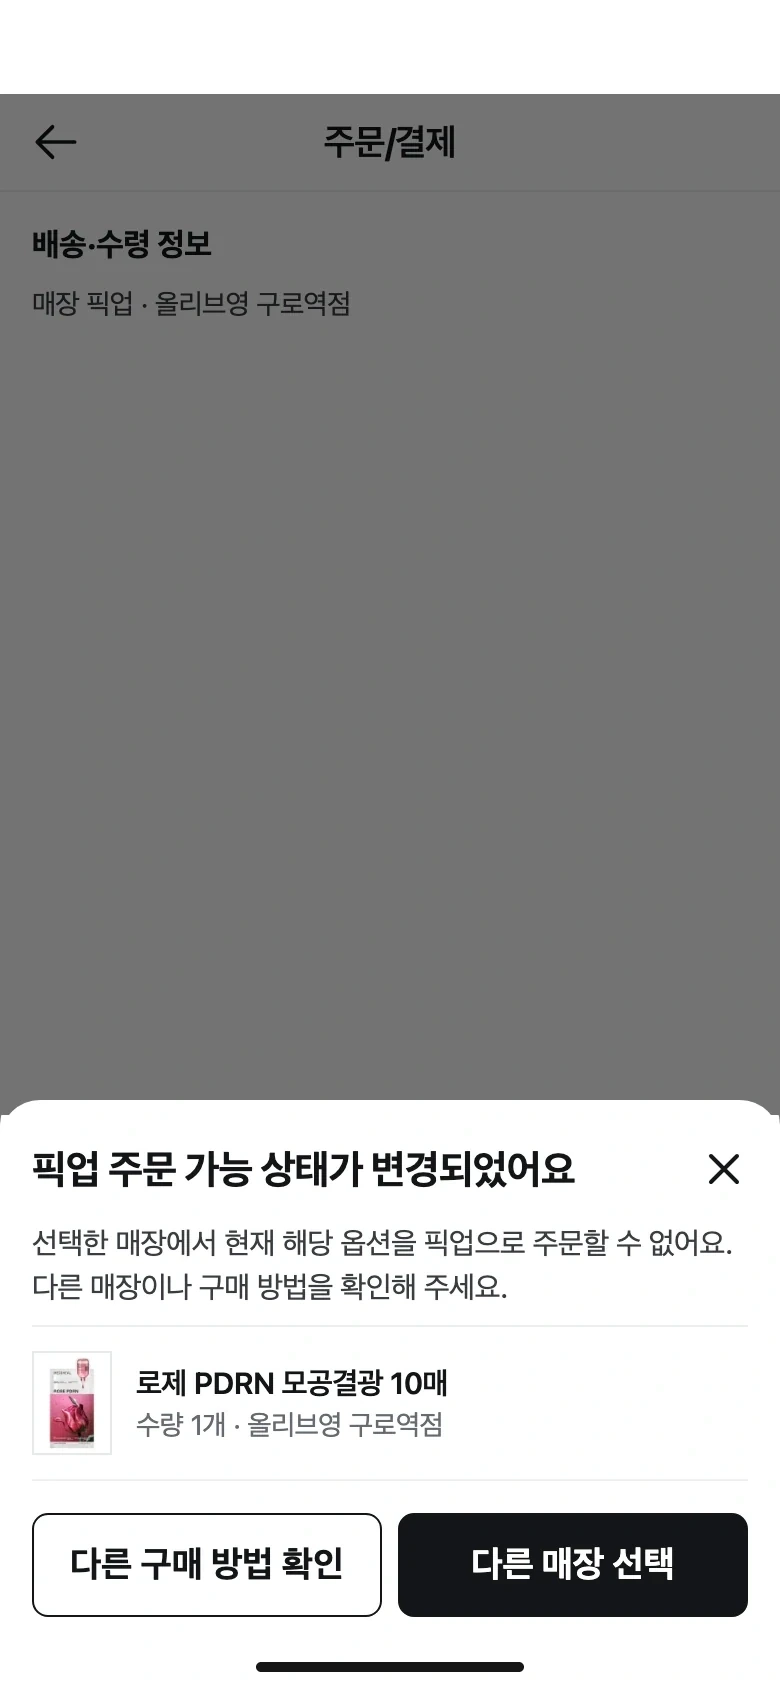 주문/결제
배송·수령 정보
매장 픽업 · 올리브영 구로역점
픽업 주문 가능 상태가 변경되었어요
선택한 매장에서 현재 해당 옵션을 픽업으로 주문할 수 없어요.
다른 매장이나 구매 방법을 확인해 주세요.
로제 PDRN 모공결광 10매
수량 1개 · 올리브영 구로역점
다른 구매 방법 확인
다른 매장 선택